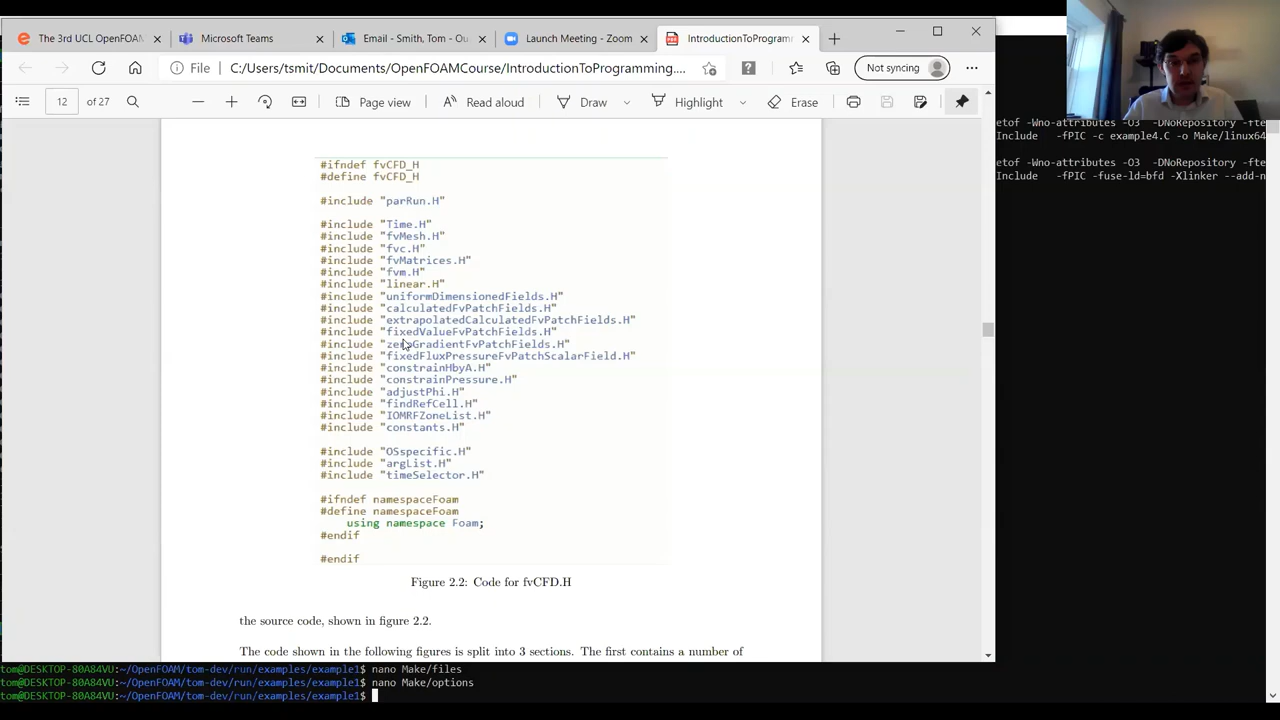 The 3rd UCL OpenFOAM
Microsoft Teams
Email - Smith, Tom - Ou
Launch Meeting - Zoom
IntroductionToProgramm
File
C:/Users/tsmit/Documents/OpenFOAMCourse/IntroductionToProgramming....
Not syncing
12 of 27
Page view
Read aloud
Draw
Highlight
Erase
#ifndef fvCFD_H
#define fvCFD_H
#include "parRun.H"
#include "Time.H"
#include "fvMesh.H"
#include "fvc.H"
#include "fvMatrices.H"
#include "fvm.H"
#include "linear.H"
#include "uniformDimensionedFields.H"
#include "calculatedFvPatchFields.H"
#include "extrapolatedCalculatedFvPatchFields.H"
#include "fixedValueFvPatchFields.H"
#include "zeroGradientFvPatchFields.H"
#include "fixedFluxPressureFvPatchScalarField.H"
#include "constrainHbyA.H"
#include "constrainPressure.H"
#include "adjustPhi.H"
#include "findRefCell.H"
#include "IOMRFZoneList.H"
#include "constants.H"
#include "OSspecific.H"
#include "argList.H"
#include "timeSelector.H"
#ifndef namespaceFoam
#define namespaceFoam
using namespace Foam;
#endif
#endif
Figure 2.2: Code for fvCFD.H
the source code, shown in figure 2.2.
The code shown in the following figures is split into 3 sections. The first contains a number of
etof -Wno-attributes -O3 -DNoRepository -fte
Include -fPIC -c example4.C -o Make/linux64
etof -Wno-attributes -O3 -DNoRepository -fte
Include -fPIC -fuse-ld=bfd -Xlinker --add-n
tom@DESKTOP-80A84VU:~/OpenFOAM/tom-dev/run/examples/example1$ nano Make/files
tom@DESKTOP-80A84VU:~/OpenFOAM/tom-dev/run/examples/example1$ nano Make/options
tom@DESKTOP-80A84VU:~/OpenFOAM/tom-dev/run/examples/example1$